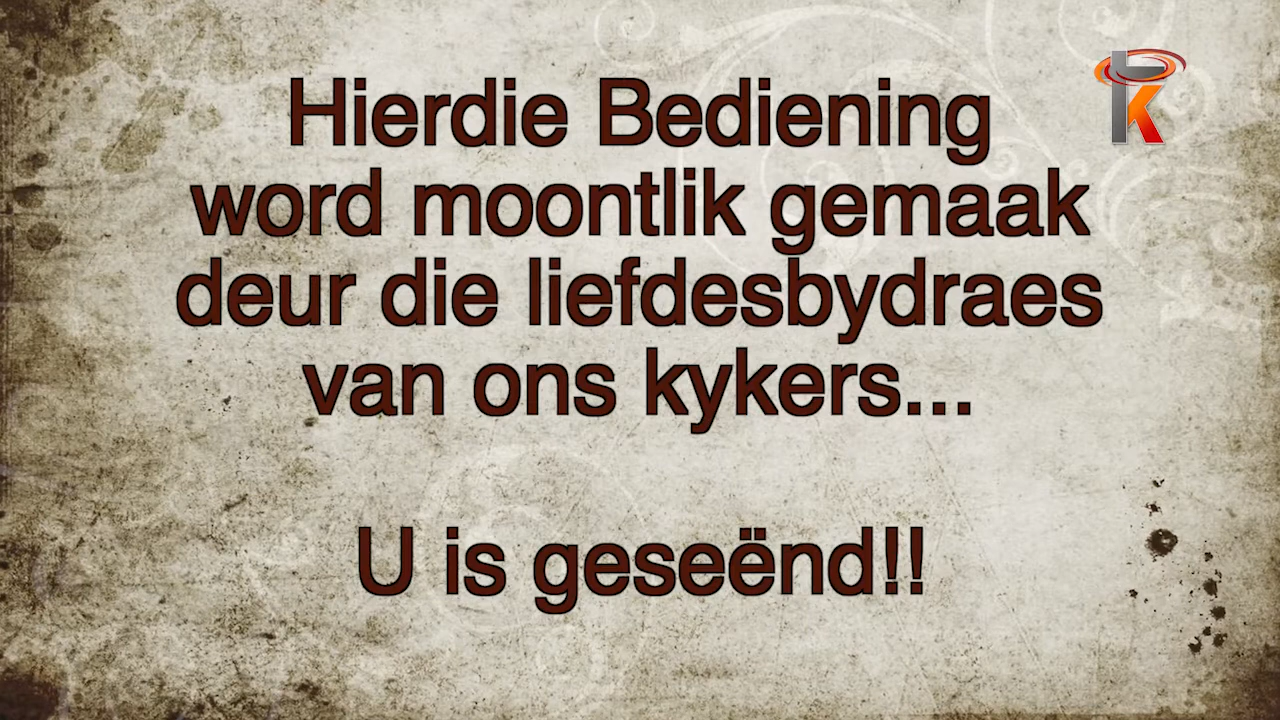 Hierdie Bediening
word moontlik gemaak
deur die liefdesbydraes
van ons kykers...
U is geseënd!!